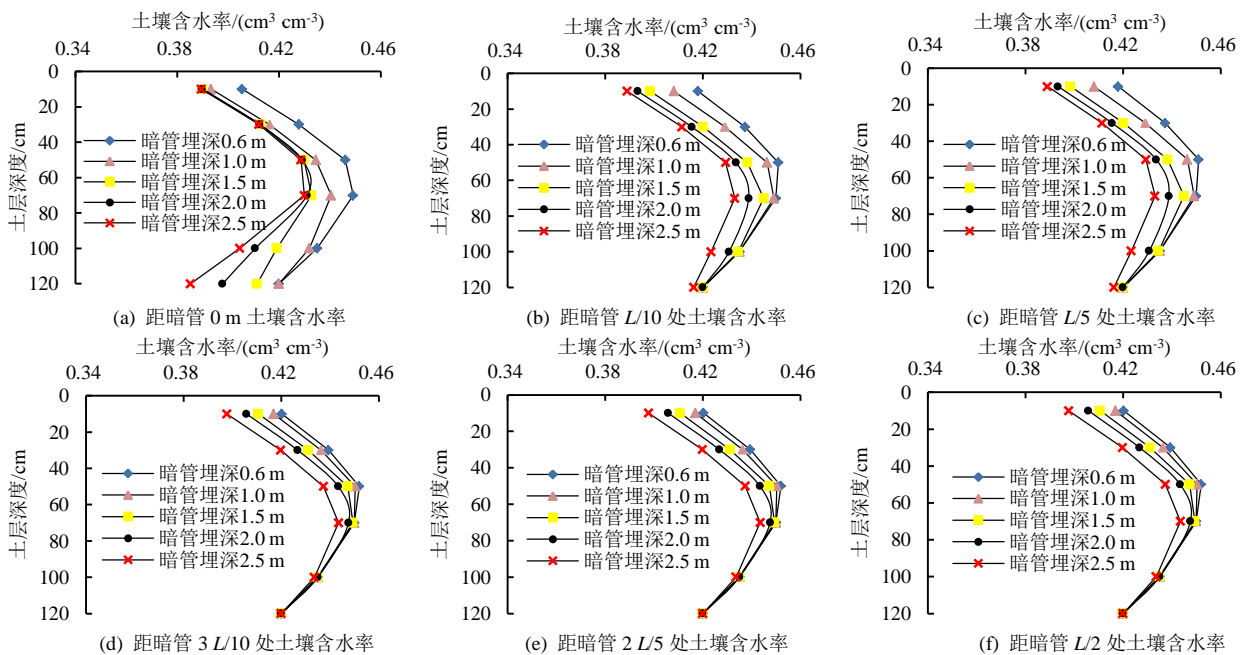 土壤含水率/(cm³ cm⁻³)
0.34 0.38 0.42 0.46
0
20
40
60
80
100
120
土层深度/cm
暗管埋深0.6 m
暗管埋深1.0 m
暗管埋深1.5 m
暗管埋深2.0 m
暗管埋深2.5 m
(a) 距暗管 0 m 土壤含水率
土壤含水率/(cm³ cm⁻³)
0.34 0.38 0.42 0.46
0
20
40
60
80
100
120
土层深度/cm
暗管埋深0.6 m
暗管埋深1.0 m
暗管埋深1.5 m
暗管埋深2.0 m
暗管埋深2.5 m
(b) 距暗管 L/10 处土壤含水率
土壤含水率/(cm³ cm⁻³)
0.34 0.38 0.42 0.46
0
20
40
60
80
100
120
土层深度/cm
暗管埋深0.6 m
暗管埋深1.0 m
暗管埋深1.5 m
暗管埋深2.0 m
暗管埋深2.5 m
(c) 距暗管 L/5 处土壤含水率
土壤含水率/(cm³ cm⁻³)
0.34 0.38 0.42 0.46
0
20
40
60
80
100
120
土层深度/cm
暗管埋深0.6 m
暗管埋深1.0 m
暗管埋深1.5 m
暗管埋深2.0 m
暗管埋深2.5 m
(d) 距暗管 3 L/10 处土壤含水率
土壤含水率/(cm³ cm⁻³)
0.34 0.38 0.42 0.46
0
20
40
60
80
100
120
土层深度/cm
暗管埋深0.6 m
暗管埋深1.0 m
暗管埋深1.5 m
暗管埋深2.0 m
暗管埋深2.5 m
(e) 距暗管 2 L/5 处土壤含水率
土壤含水率/(cm³ cm⁻³)
0.34 0.38 0.42 0.46
0
20
40
60
80
100
120
土层深度/cm
暗管埋深0.6 m
暗管埋深1.0 m
暗管埋深1.5 m
暗管埋深2.0 m
暗管埋深2.5 m
(f) 距暗管 L/2 处土壤含水率